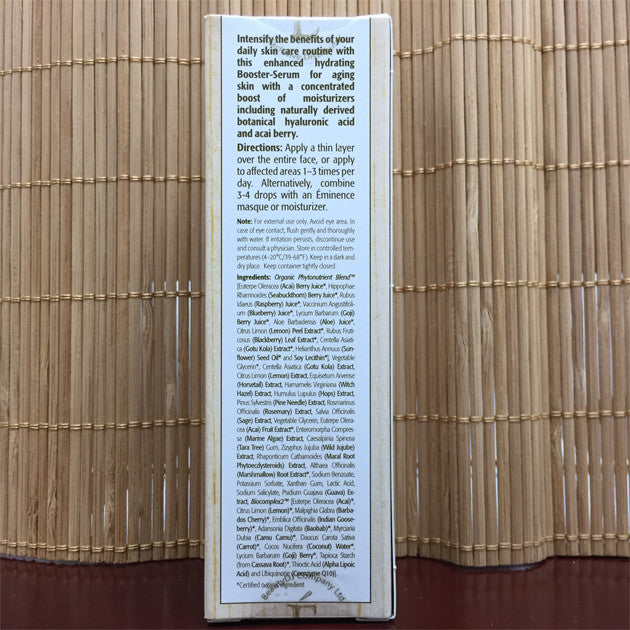 Intensify the benefits of your
daily skin care routine with
this enhanced hydrating
Booster-Serum for aging
skin with a concentrated
boost of moisturizers
including naturally derived
botanical hyaluronic acid
and acai berry.
Directions: Apply a thin layer
over the entire face, or apply
to affected areas 1–3 times per
day. Alternatively, combine
3-4 drops with an Éminence
masque or moisturizer.
Note: For external use only. Avoid eye area. In
case of eye contact, flush gently and thoroughly
with water. If irritation persists, discontinue use
and consult a physician. Store in controlled tem-
peratures (4–20°C/39-68°F). Keep in a dark and
dry place. Keep container tightly closed.
Ingredients: Organic Phytonutrient Blend™
[Euterpe Oleracea (Acai) Berry Juice*, Hippophae
Rhamnoides (Seabuckthorn) Berry Juice*, Rubus
Idaeus (Raspberry) Juice*, Vaccinium Angustifoli-
um (Blueberry) Juice*, Lycium Barbarum (Goji)
Berry Juice*, Aloe Barbadensis (Aloe) Juice*,
Citrus Limon (Lemon) Peel Extract*, Rubus Fruti-
cosus (Blackberry) Leaf Extract*, Centella Asiati-
ca (Gotu Kola) Extract*, Helianthus Annuus (Sun-
flower) Seed Oil* and Soy Lecithin*], Vegetable
Glycerin*, Centella Asiatica (Gotu Kola) Extract,
Citrus Limon (Lemon) Extract, Equisetum Arvense
(Horsetail) Extract, Hamamelis Virginiana (Witch
Hazel) Extract, Humulus Lupulus (Hops) Extract,
Pinus Sylvestris (Pine Needle) Extract, Rosmarinus
Officinalis (Rosemary) Extract, Salvia Officinalis
(Sage) Extract, Vegetable Glycerin, Euterpe Olera-
cea (Acai) Fruit Extract*, Enteromorpha Compres-
sa (Marine Algae) Extract, Caesalpinia Spinosa
(Tara Tree) Gum, Zizyphus Jujuba (Wild Jujube)
Extract, Rhaponticum Carthamoides (Maral Root
Phytoecdysteroids) Extract, Althaea Officinalis
(Marshmallow) Root Extract*, Sodium Benzoate,
Potassium Sorbate, Xanthan Gum, Lactic Acid,
Sodium Salicylate, Psidium Guajava (Guava) Ex-
tract, Biocomplex2™ [Euterpe Oleracea (Acai)*,
Citrus Limon (Lemon)*, Malpighia Glabra (Barba-
dos Cherry)*, Emblica Officinalis (Indian Goose-
berry)*, Adansonia Digitata (Baobab)*, Myrciaria
Dubia (Camu Camu)*, Daucus Carota Sativa
(Carrot)*, Cocos Nucifera (Coconut) Water*,
Lycium Barbarum (Goji) Berry*, Tapioca Starch
(from Cassava Root)*, Thioctic Acid (Alpha Lipoic
Acid) and Ubiquinone (Coenzyme Q10)].
*Certified organic ingredient